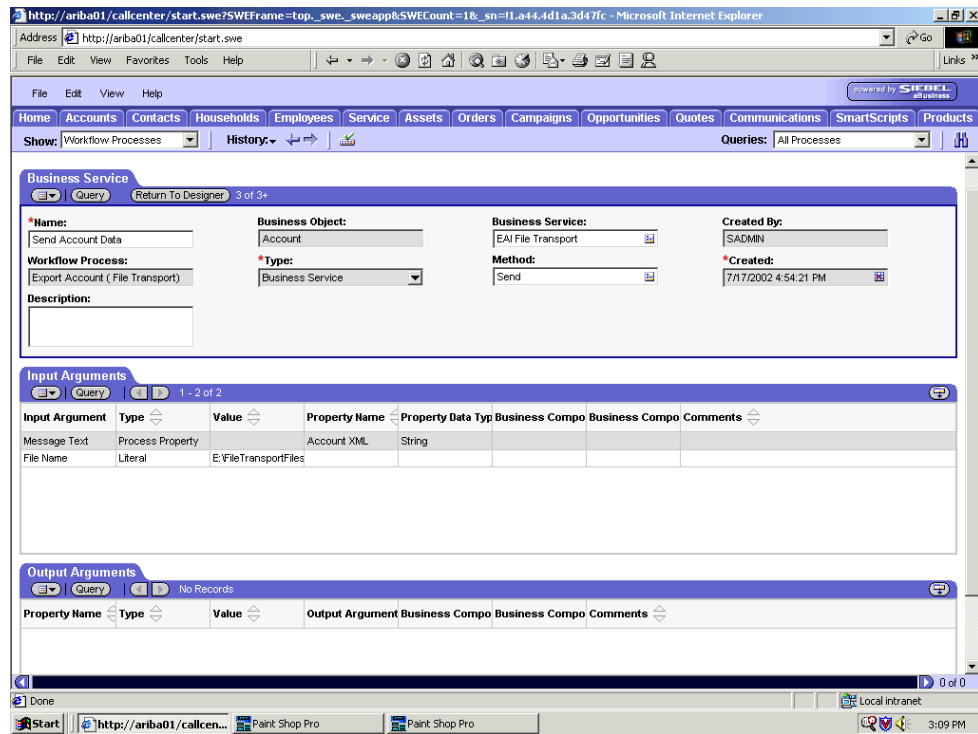 http://ariba01/callcenter/start.swe?SWEFrame=top._swe._sweapp&SWECount=1&_sn=!1.a44.4d1a.3d47fc - Microsoft Internet Explorer
Address http://ariba01/callcenter/start.swe Go
File Edit View Favorites Tools Help Links »
File Edit View Help powered by SIEBEL eBusiness
Home Accounts Contacts Households Employees Service Assets Orders Campaigns Opportunities Quotes Communications SmartScripts Products
Show: Workflow Processes History: Queries: All Processes
Business Service
Query Return To Designer 3 of 3+
*Name: Business Object: Business Service: Created By:
Send Account Data Account EAI File Transport SADMIN
Workflow Process: *Type: Method: *Created:
Export Account ( File Transport) Business Service Send 7/17/2002 4:54:21 PM
Description:
Input Arguments
Query 1 - 2 of 2
Input Argument Type Value Property Name Property Data Typ Business Compo Business Compo Comments
Message Text Process Property Account XML String
File Name Literal E:\FileTransportFiles
Output Arguments
Query No Records
Property Name Type Value Output Argument Business Compo Business Compo Comments
0 of 0
Done Local intranet
Start http://ariba01/callcen... Paint Shop Pro Paint Shop Pro 3:09 PM